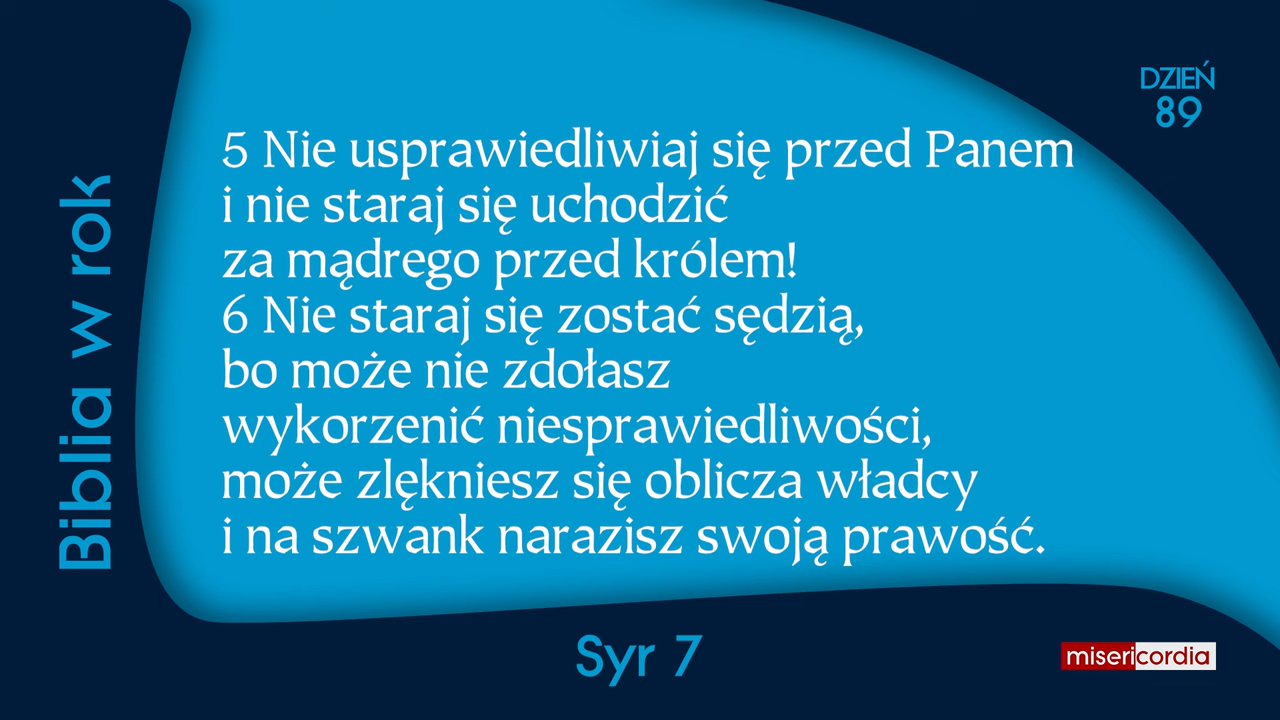 DZIEŃ
89
5 Nie usprawiedliwiaj się przed Panem
i nie staraj się uchodzić
za mądrego przed królem!
6 Nie staraj się zostać sędzią,
bo może nie zdołasz
wykorzenić niesprawiedliwości,
może zlękniesz się oblicza władcy
i na szwank narazisz swoją prawość.
Biblia w rok
Syr 7
misericordia